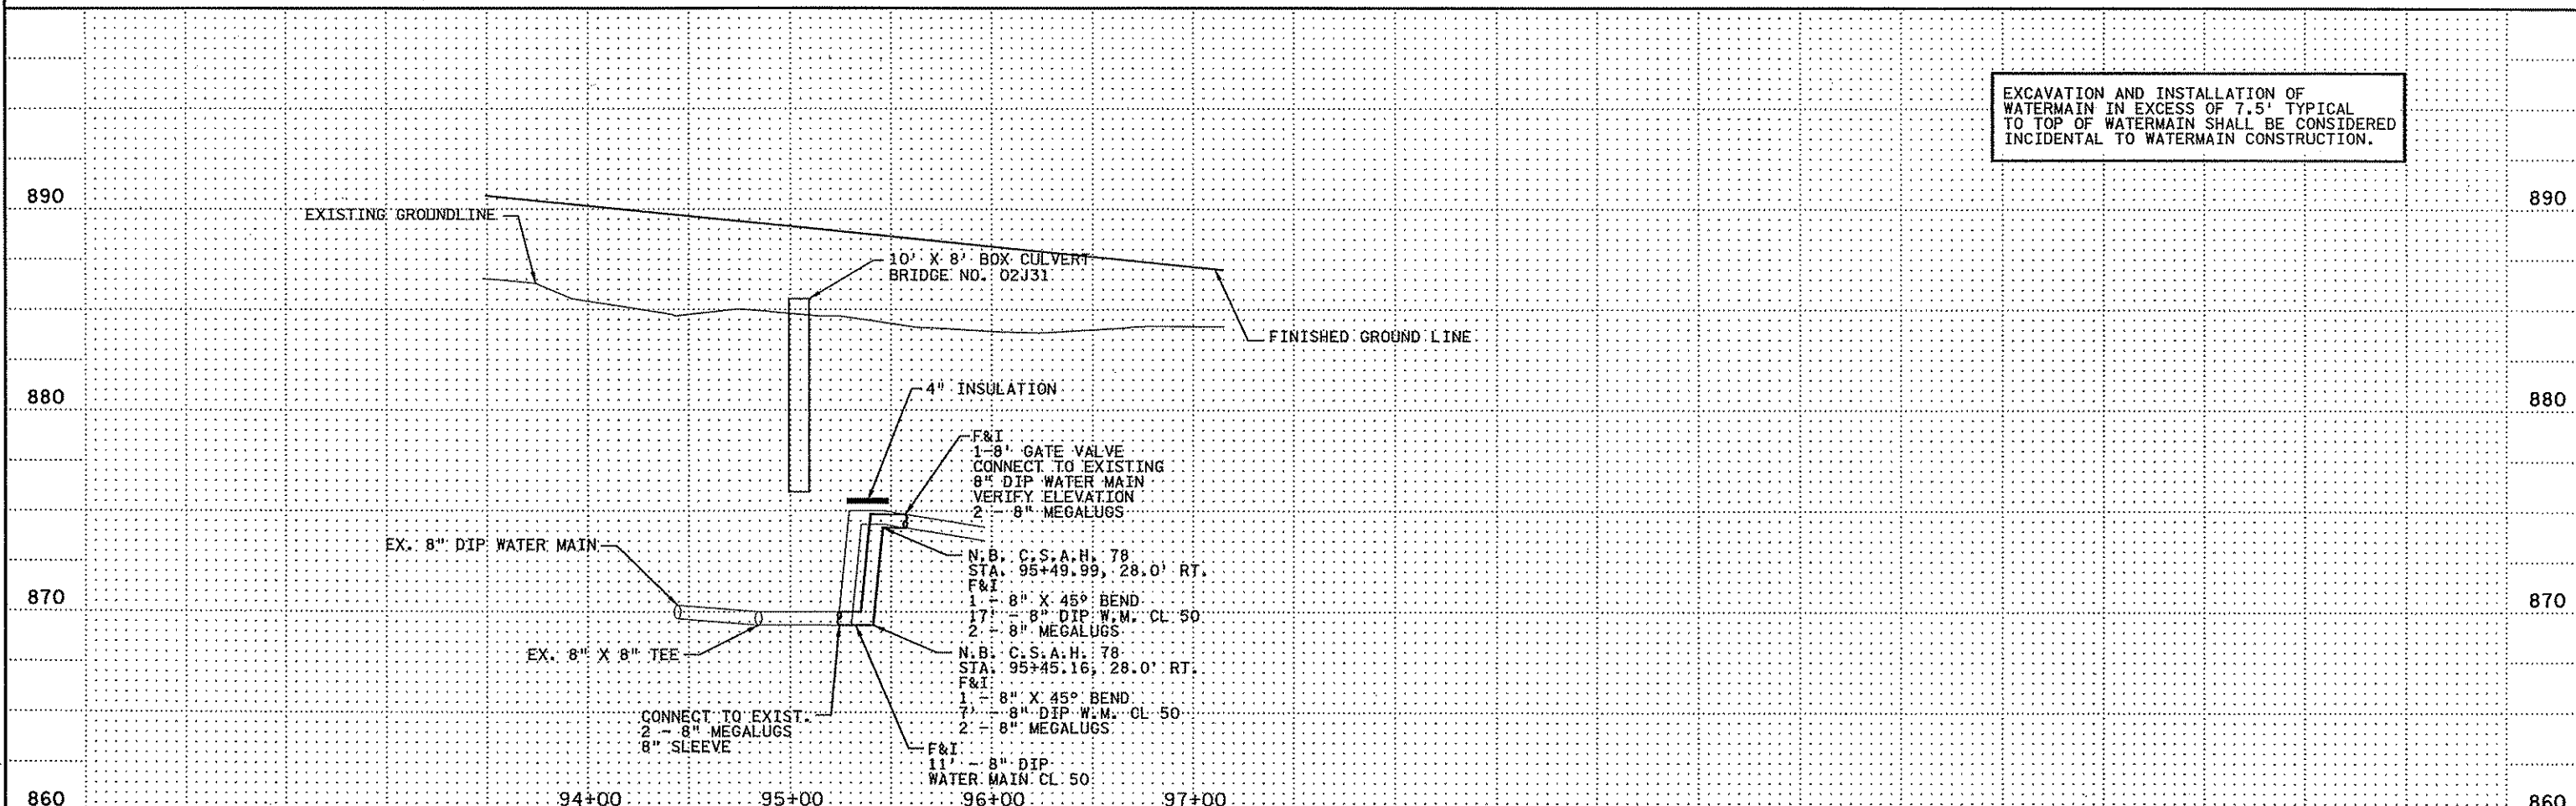 EXCAVATION AND INSTALLATION OF
WATERMAIN IN EXCESS OF 7.5' TYPICAL
TO TOP OF WATERMAIN SHALL BE CONSIDERED
INCIDENTAL TO WATERMAIN CONSTRUCTION.
890
890
EXISTING GROUNDLINE
10' X 8' BOX CULVERT
BRIDGE NO. 02J31
FINISHED GROUND LINE
880
880
4" INSULATION
F&I
1-8' GATE VALVE
CONNECT TO EXISTING
8" DIP WATER MAIN
VERIFY ELEVATION
2 - 8" MEGALUGS
EX. 8" DIP WATER MAIN
N.B. C.S.A.H. 78
STA. 95+49.99, 28.0' RT.
F&I
1 - 8" X 45° BEND
17' - 8" DIP W.M. CL 50
2 - 8" MEGALUGS
870
870
EX. 8" X 8" TEE
N.B. C.S.A.H. 78
STA. 95+45.16, 28.0' RT.
F&I
1 - 8" X 45° BEND
7' - 8" DIP W.M. CL 50
2 - 8" MEGALUGS
CONNECT TO EXIST.
2 - 8" MEGALUGS
8" SLEEVE
F&I
11' - 8" DIP
WATER MAIN CL 50
860
94+00
95+00
96+00
97+00
860